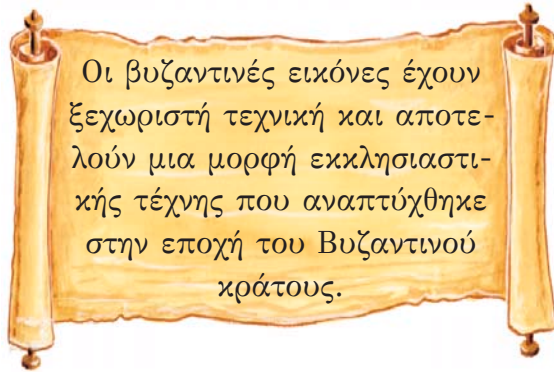 Οι βυζαντινές εικόνες έχουν
ξεχωριστή τεχνική και αποτε-
λούν μια μορφή εκκλησιαστι-
κής τέχνης που αναπτύχθηκε
στην εποχή του Βυζαντινού
κράτους.